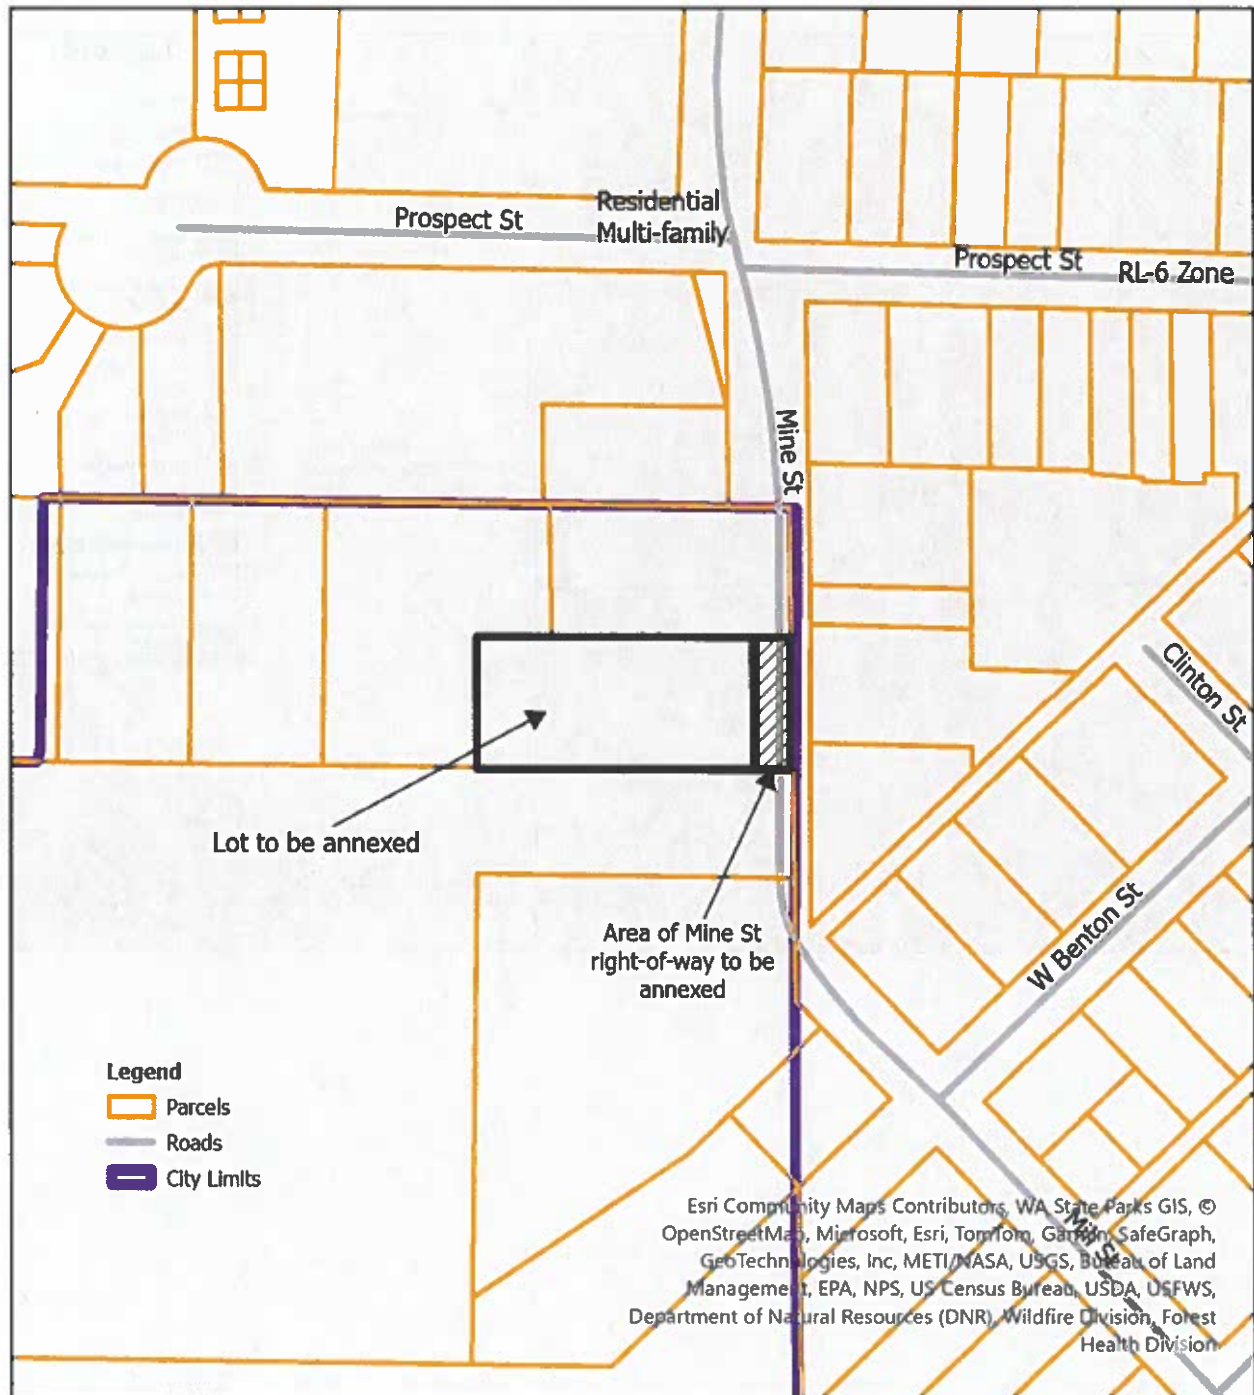 Residential
Multi-family
Prospect St
Prospect St
RL-6 Zone
Mine St
Clinton St
Lot to be annexed
W Benton St
Area of Mine St
right-of-way to be
annexed
Legend
Parcels
Roads
City Limits
Mill St
Esri Community Maps Contributors, WA State Parks GIS, ©
OpenStreetMap, Microsoft, Esri, TomTom, Garmin, SafeGraph,
GeoTechnologies, Inc, METI/NASA, USGS, Bureau of Land
Management, EPA, NPS, US Census Bureau, USDA, USFWS,
Department of Natural Resources (DNR), Wildfire Division, Forest
Health Division